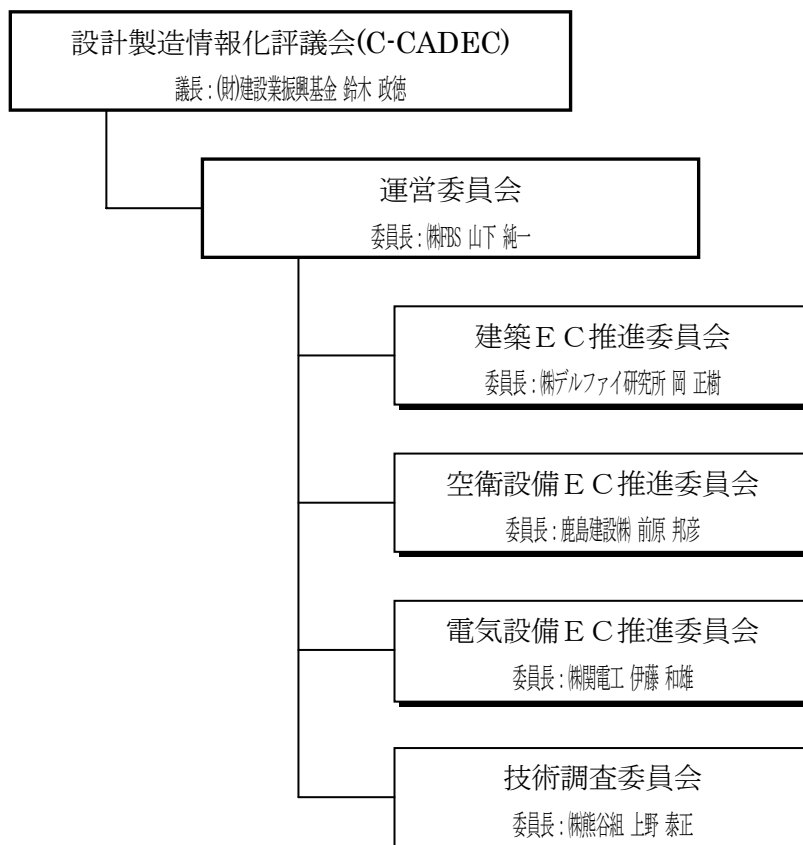 設計製造情報化評議会(C-CADEC)
議長：(財)建設業振興基金 鈴木 政徳
運営委員会
委員長：㈱FBS 山下 純一
建築ＥＣ推進委員会
委員長：㈱デルファイ研究所 岡 正樹
空衛設備ＥＣ推進委員会
委員長：鹿島建設㈱ 前原 邦彦
電気設備ＥＣ推進委員会
委員長：㈱関電工 伊藤 和雄
技術調査委員会
委員長：㈱熊谷組 上野 泰正